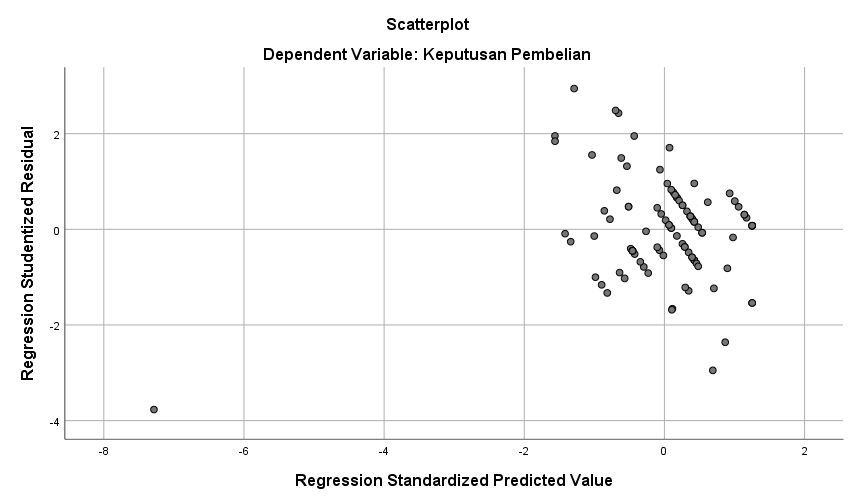 Scatterplot
Dependent Variable: Keputusan Pembelian
Regression Studentized Residual
2
0
-2
-4
-8
-6
-4
-2
0
2
Regression Standardized Predicted Value